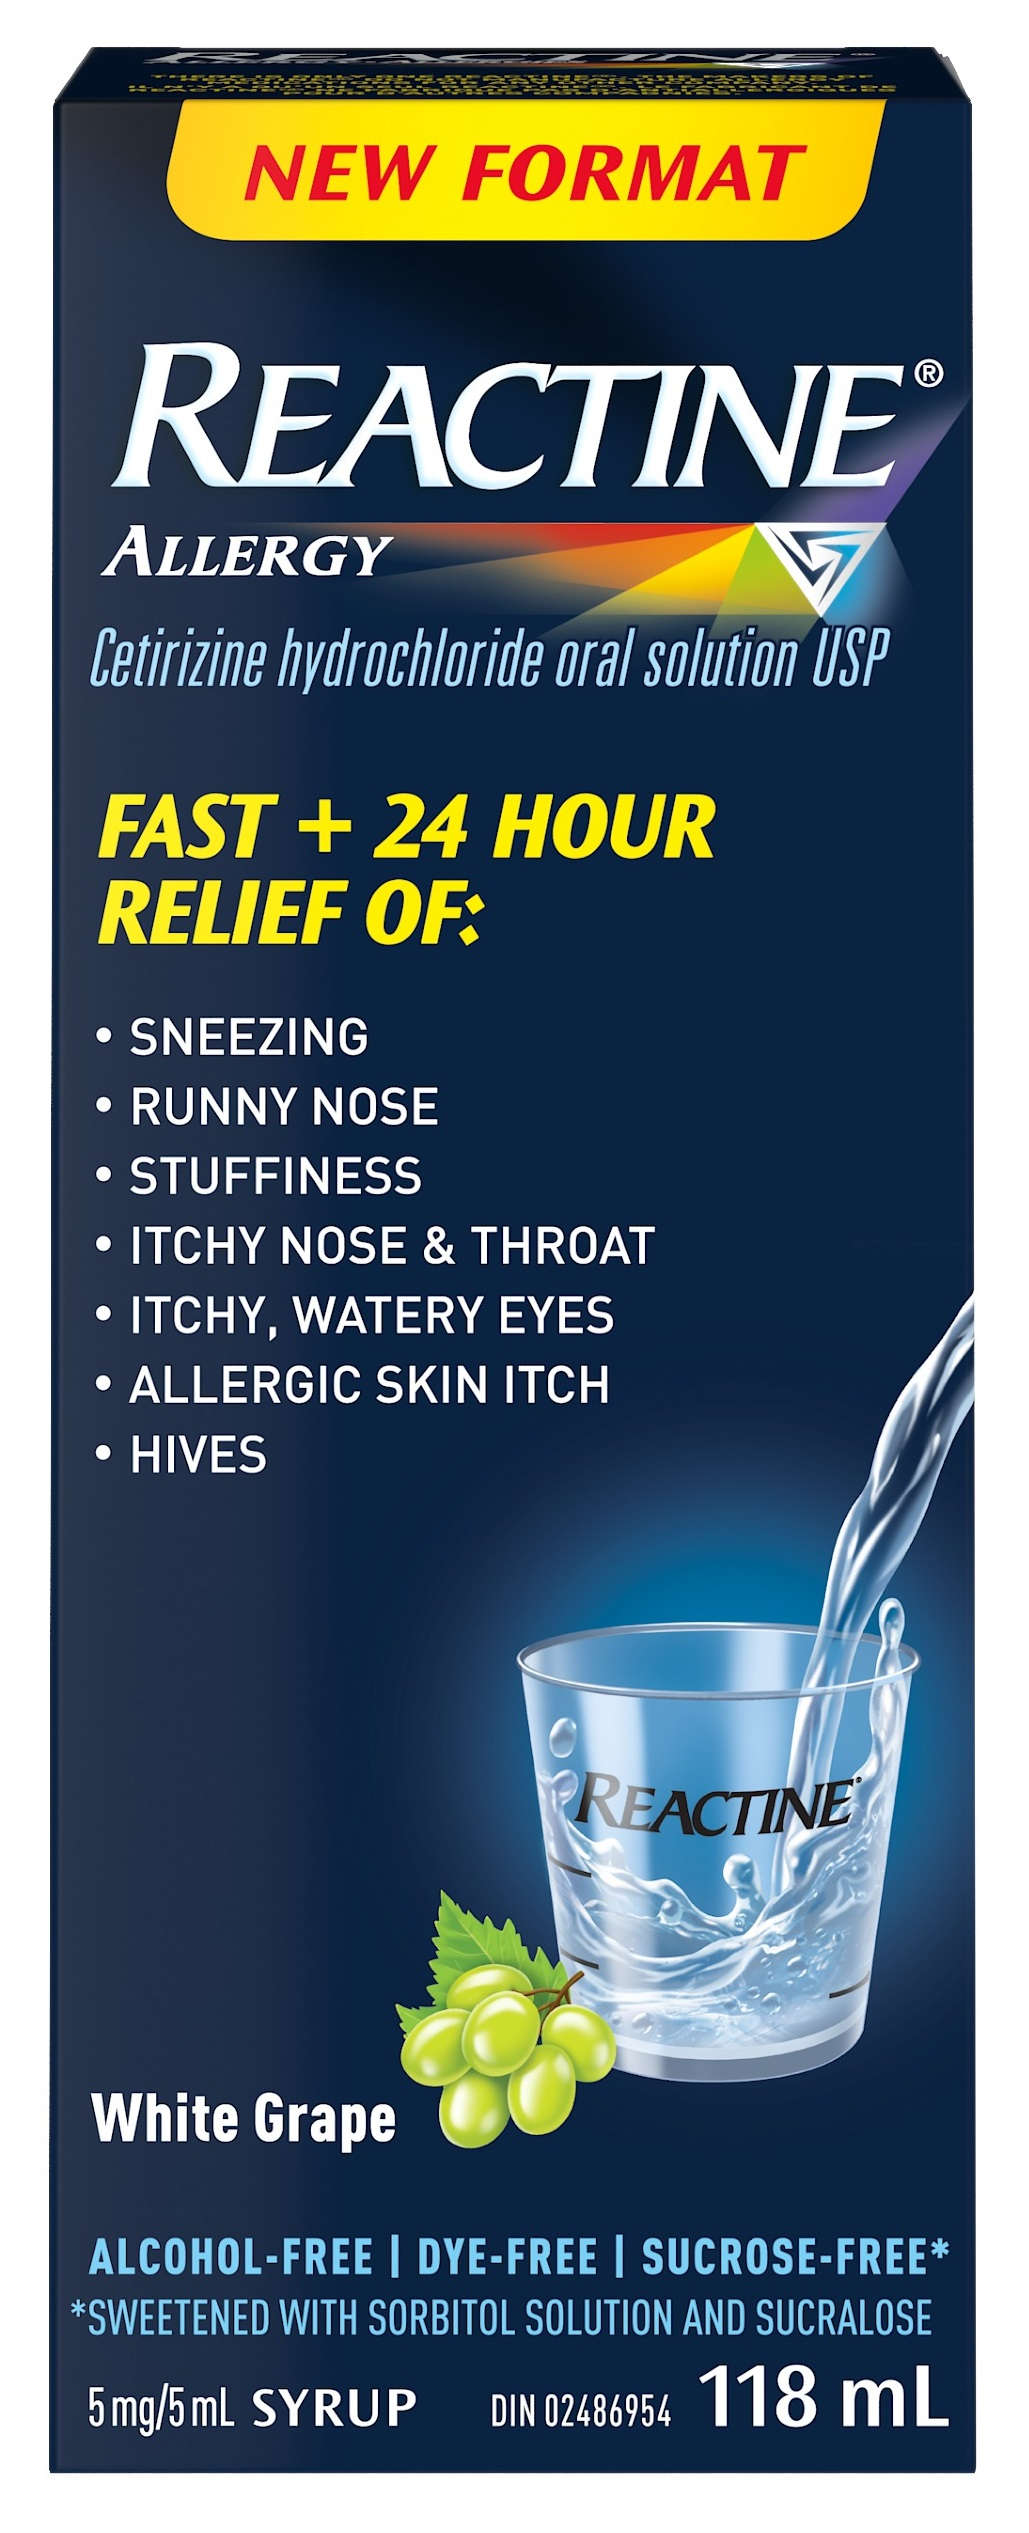 REACTINE®
NEW FORMAT
REACTINE®
ALLERGY
Cetirizine hydrochloride oral solution USP
FAST + 24 HOUR
RELIEF OF:
• SNEEZING
• RUNNY NOSE
• STUFFINESS
• ITCHY NOSE & THROAT
• ITCHY, WATERY EYES
• ALLERGIC SKIN ITCH
• HIVES
REACTINE®
White Grape
ALCOHOL-FREE | DYE-FREE | SUCROSE-FREE*
*SWEETENED WITH SORBITOL SOLUTION AND SUCRALOSE
5 mg/5 mL SYRUP DIN 02486954 118 mL